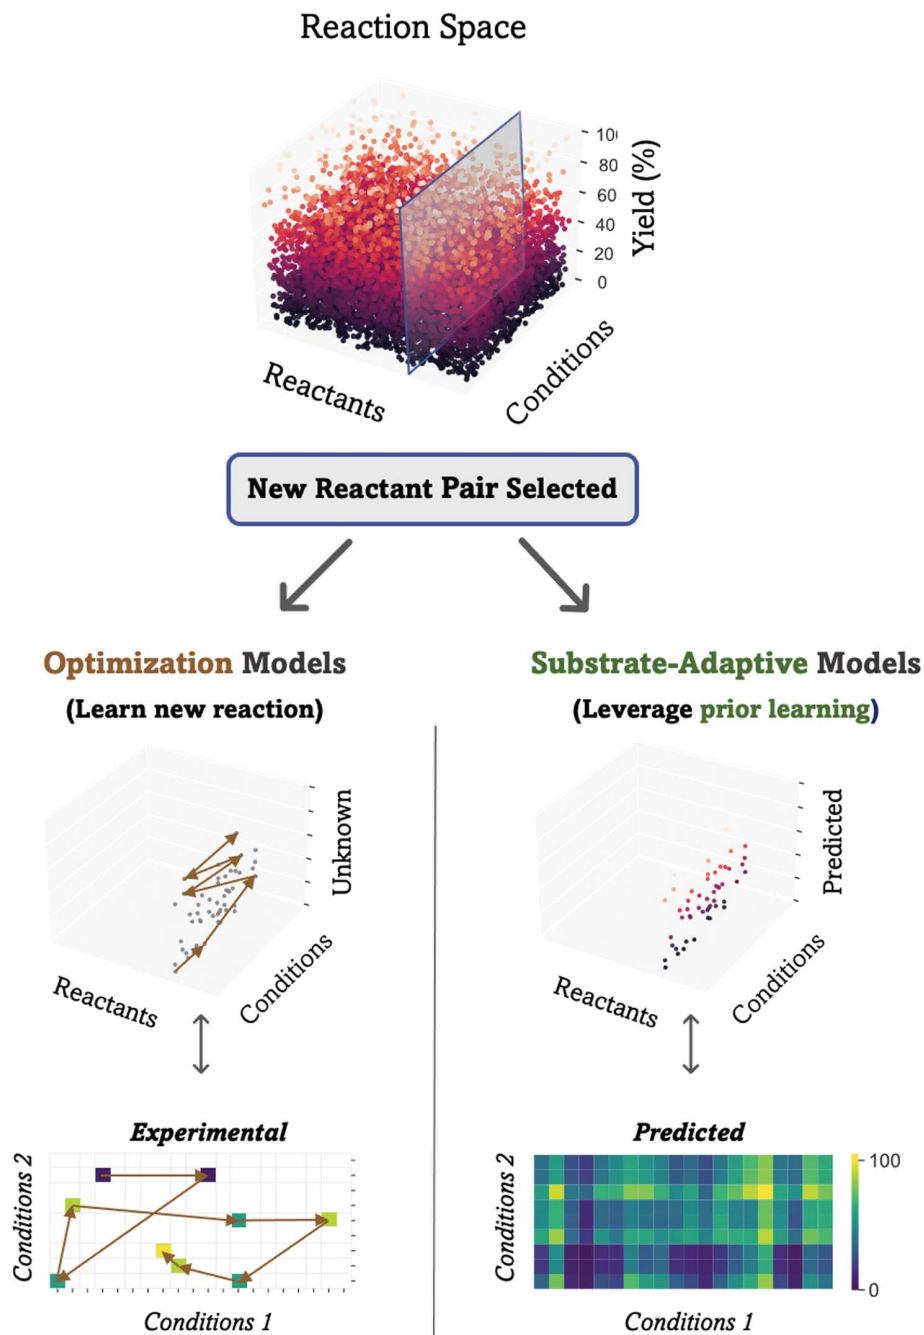 Reaction Space
80
60
40
20
0
Yield (%)
Reactants
Conditions
New Reactant Pair Selected
Optimization Models
(Learn new reaction)
Unknown
Reactants
Conditions
Experimental
Conditions 2
Conditions 1
Substrate-Adaptive Models
(Leverage prior learning)
Predicted
Reactants
Conditions
Predicted
Conditions 2
100
0
Conditions 1